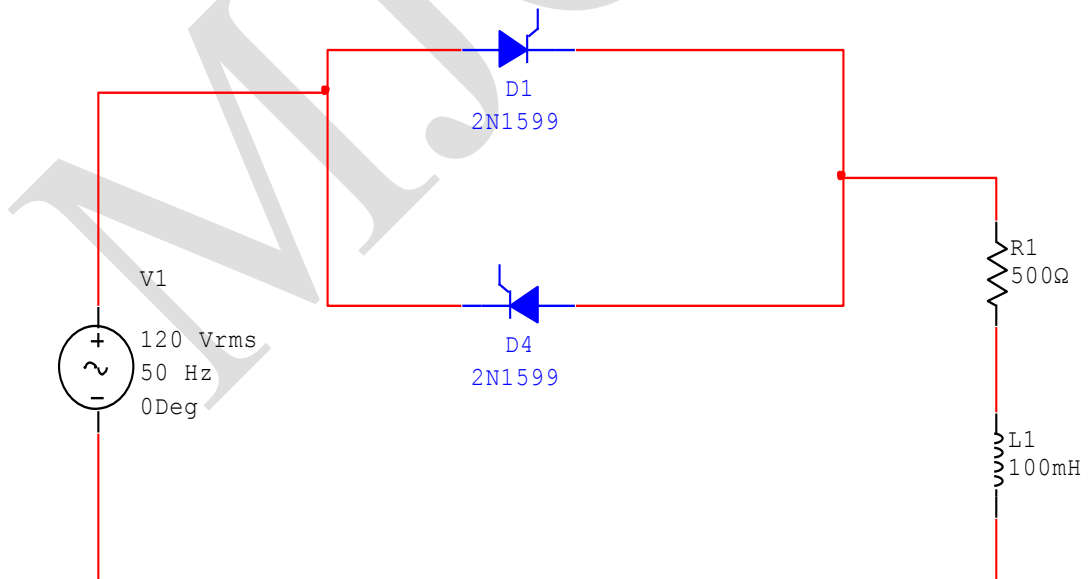 D1
2N1599
V1
+
120 Vrms
50 Hz
0Deg
−
D4
2N1599
R1
500Ω
L1
100mH